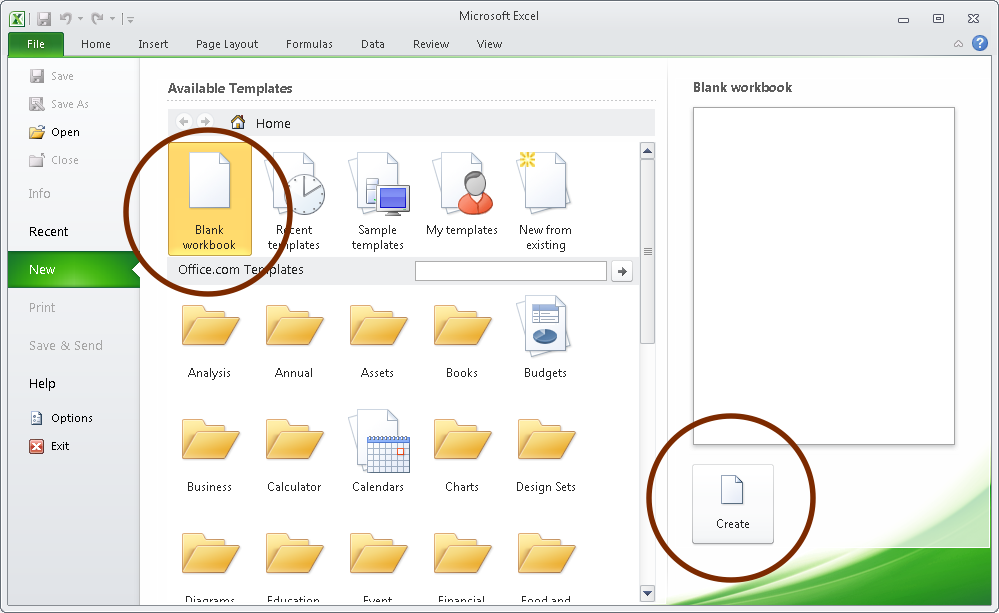 Microsoft Excel
File Home Insert Page Layout Formulas Data Review View
Save
Save As
Open
Close
Info
Recent
New
Print
Save & Send
Help
Options
Exit
Available Templates
Home
Blank
workbook
Recent
templates
Sample
templates
My templates
New from
existing
Office.com Templates
Analysis
Annual
Assets
Books
Budgets
Business
Calculator
Calendars
Charts
Design Sets
Diagrams
Education
Event
Financial
Food and
Blank workbook
Create